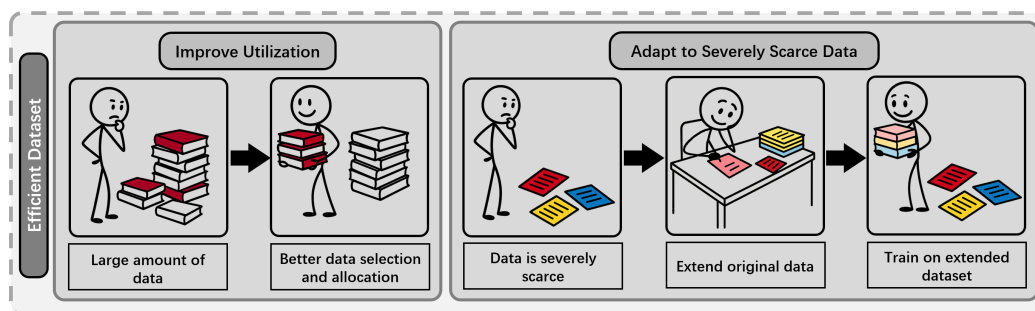 Efficient Dataset
Improve Utilization
Large amount of
data
Better data selection
and allocation
Adapt to Severely Scarce Data
Data is severely
scarce
Extend original data
Train on extended
dataset